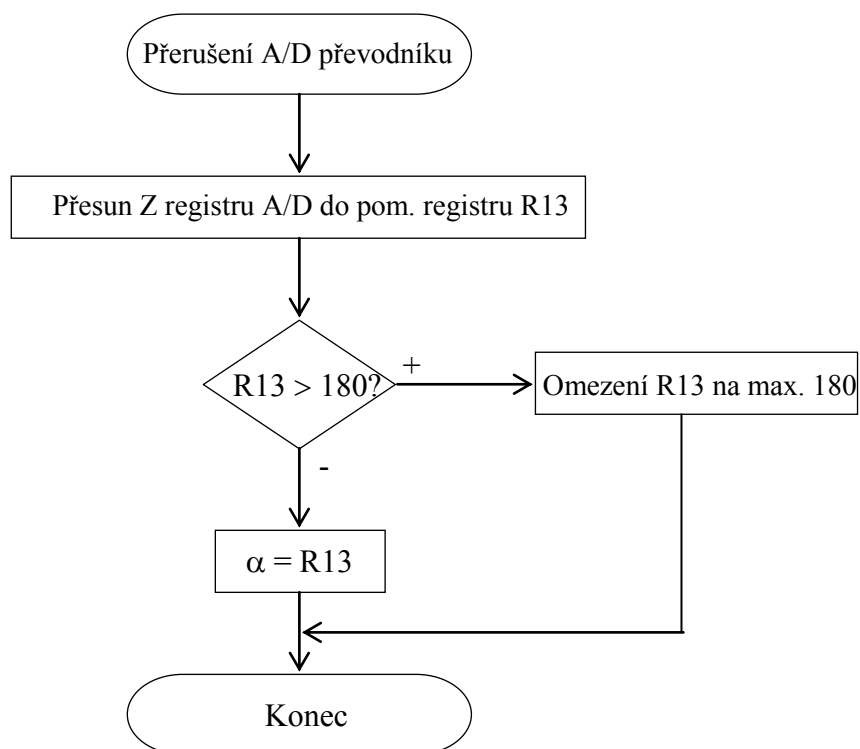 Přerušení A/D převodníku
Přesun Z registru A/D do pom. registru R13
R13 > 180?
+
Omezení R13 na max. 180
-
α = R13
Konec